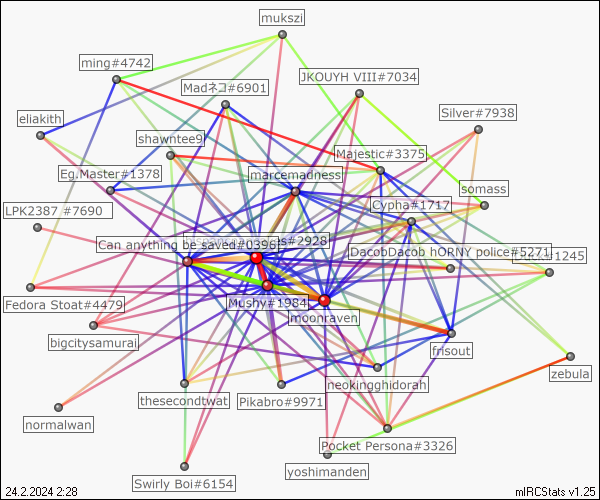 mukszi
ming#4742
JKOUYH VIII#7034
Madネコ#6901
Silver#7938
eliakith
shawntee9
Majestic#3375
Eg.Master#1378
marcemadness
somass
LPK2387 #7690
Cypha#1717
s#2928
Can anything be saved#0396
DacobDacob hORNY police#5271
1245
Fedora Stoat#4479
Mushy#1984
moonraven
bigcitysamurai
frisout
zebula
thesecondtwat
Pikabro#9971
neokingghidorah
normalwan
Pocket Persona#3326
yoshimanden
Swirly Boi#6154
24.2.2024 2:28
mIRCStats v1.25